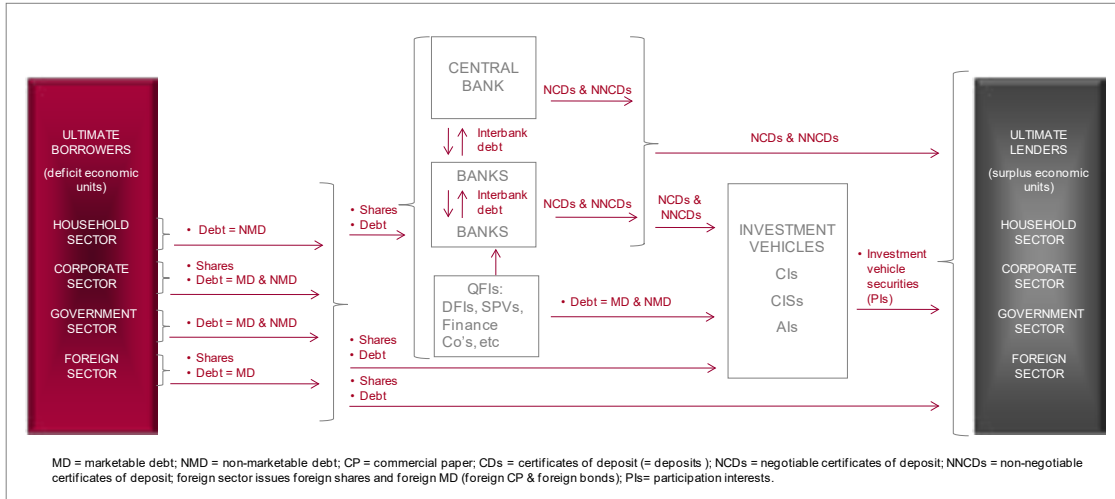 ULTIMATE
BORROWERS
(deficit economic
units)
HOUSEHOLD
SECTOR
CORPORATE
SECTOR
GOVERNMENT
SECTOR
FOREIGN
SECTOR
• Debt = NMD
• Shares
• Debt = MD & NMD
• Debt = MD & NMD
• Shares
• Debt = MD
• Shares
• Debt
CENTRAL
BANK
Interbank
debt
BANKS
Interbank
debt
BANKS
QFIs:
DFIs, SPVs,
Finance
Co's, etc
NCDs & NNCDs
NCDs & NNCDs
• Debt = MD & NMD
• Shares
• Debt
• Shares
• Debt
NCDs & NNCDs
NCDs &
NNCDs
INVESTMENT
VEHICLES
CIs
CISs
AIs
• Investment
vehicle
securities
(PIs)
ULTIMATE
LENDERS
(surplus economic
units)
HOUSEHOLD
SECTOR
CORPORATE
SECTOR
GOVERNMENT
SECTOR
FOREIGN
SECTOR
MD = marketable debt; NMD = non-marketable debt; CP = commercial paper; CDs = certificates of deposit (= deposits ); NCDs = negotiable certificates of deposit; NNCDs = non-negotiable
certificates of deposit; foreign sector issues foreign shares and foreign MD (foreign CP & foreign bonds); PIs= participation interests.